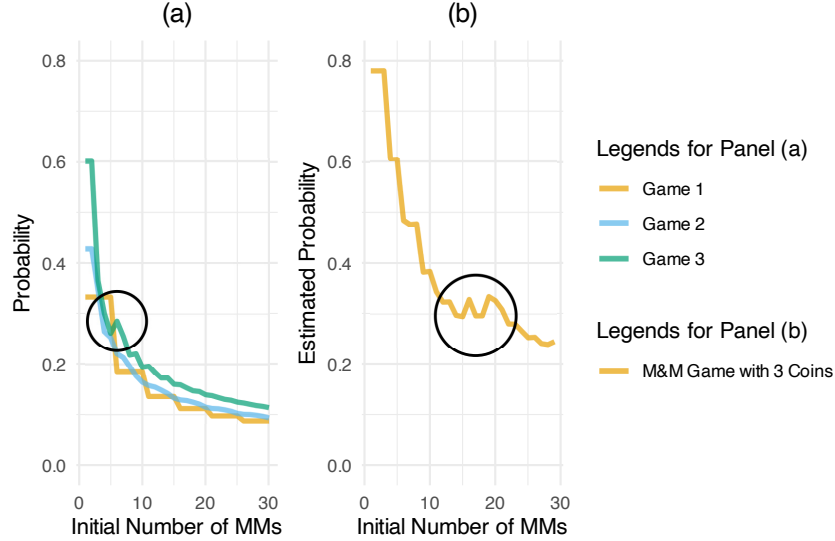 (a)
(b)
0.8
0.6
0.4
0.2
0.0
Probability
0
10
20
30
Initial Number of MMs
0.8
0.6
0.4
0.2
0.0
Estimated Probability
0
10
20
30
Initial Number of MMs
Legends for Panel (a)
Game 1
Game 2
Game 3
Legends for Panel (b)
M&M Game with 3 Coins